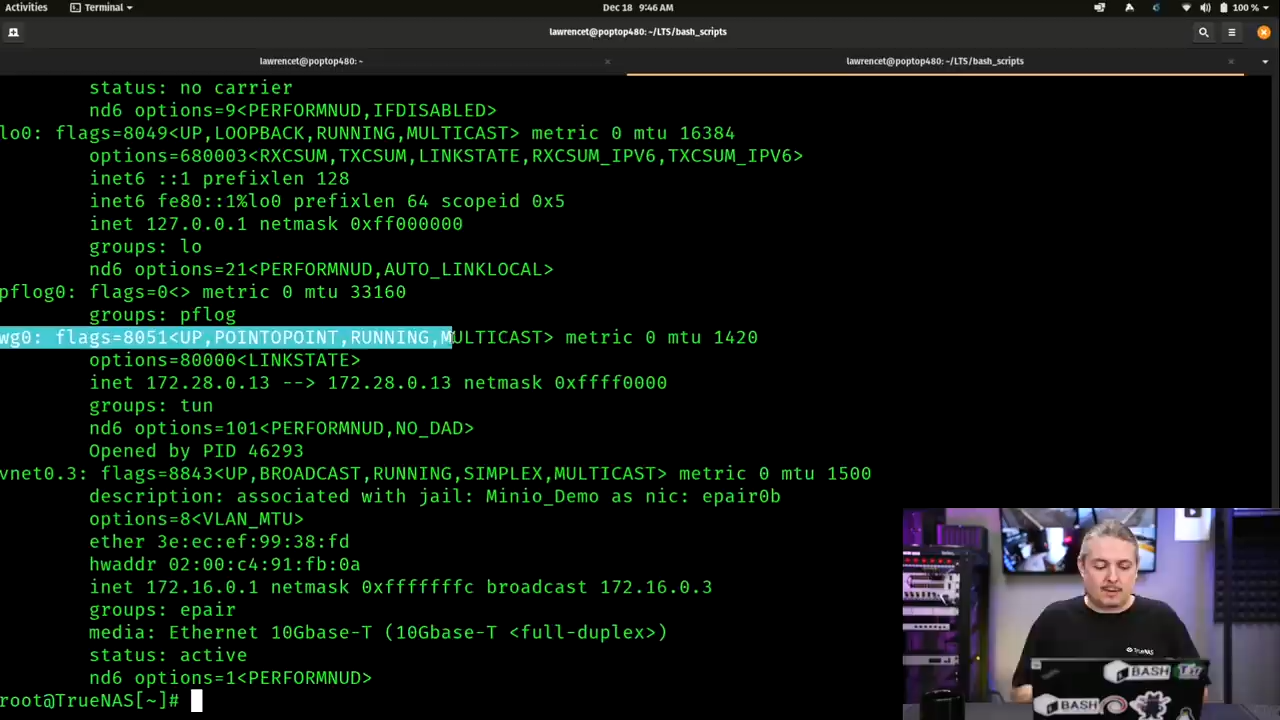 Activities
Terminal
Dec 18 9:46 AM
100 %
lawrencet@poptop480: ~/LTS/bash_scripts
lawrencet@poptop480: ~
lawrencet@poptop480: ~/LTS/bash_scripts
status: no carrier
nd6 options=9<PERFORMNUD,IFDISABLED>
lo0: flags=8049<UP,LOOPBACK,RUNNING,MULTICAST> metric 0 mtu 16384
options=680003<RXCSUM,TXCSUM,LINKSTATE,RXCSUM_IPV6,TXCSUM_IPV6>
inet6 ::1 prefixlen 128
inet6 fe80::1%lo0 prefixlen 64 scopeid 0x5
inet 127.0.0.1 netmask 0xff000000
groups: lo
nd6 options=21<PERFORMNUD,AUTO_LINKLOCAL>
pflog0: flags=0<> metric 0 mtu 33160
groups: pflog
wg0: flags=8051<UP,POINTOPOINT,RUNNING,MULTICAST> metric 0 mtu 1420
options=80000<LINKSTATE>
inet 172.28.0.13 --> 172.28.0.13 netmask 0xffff0000
groups: tun
nd6 options=101<PERFORMNUD,NO_DAD>
Opened by PID 46293
vnet0.3: flags=8843<UP,BROADCAST,RUNNING,SIMPLEX,MULTICAST> metric 0 mtu 1500
description: associated with jail: Minio_Demo as nic: epair0b
options=8<VLAN_MTU>
ether 3e:ec:ef:99:38:fd
hwaddr 02:00:c4:91:fb:0a
inet 172.16.0.1 netmask 0xfffffffc broadcast 172.16.0.3
groups: epair
media: Ethernet 10Gbase-T (10Gbase-T <full-duplex>)
status: active
nd6 options=1<PERFORMNUD>
root@TrueNAS[~]#
TrueNAS
BASH
BASH